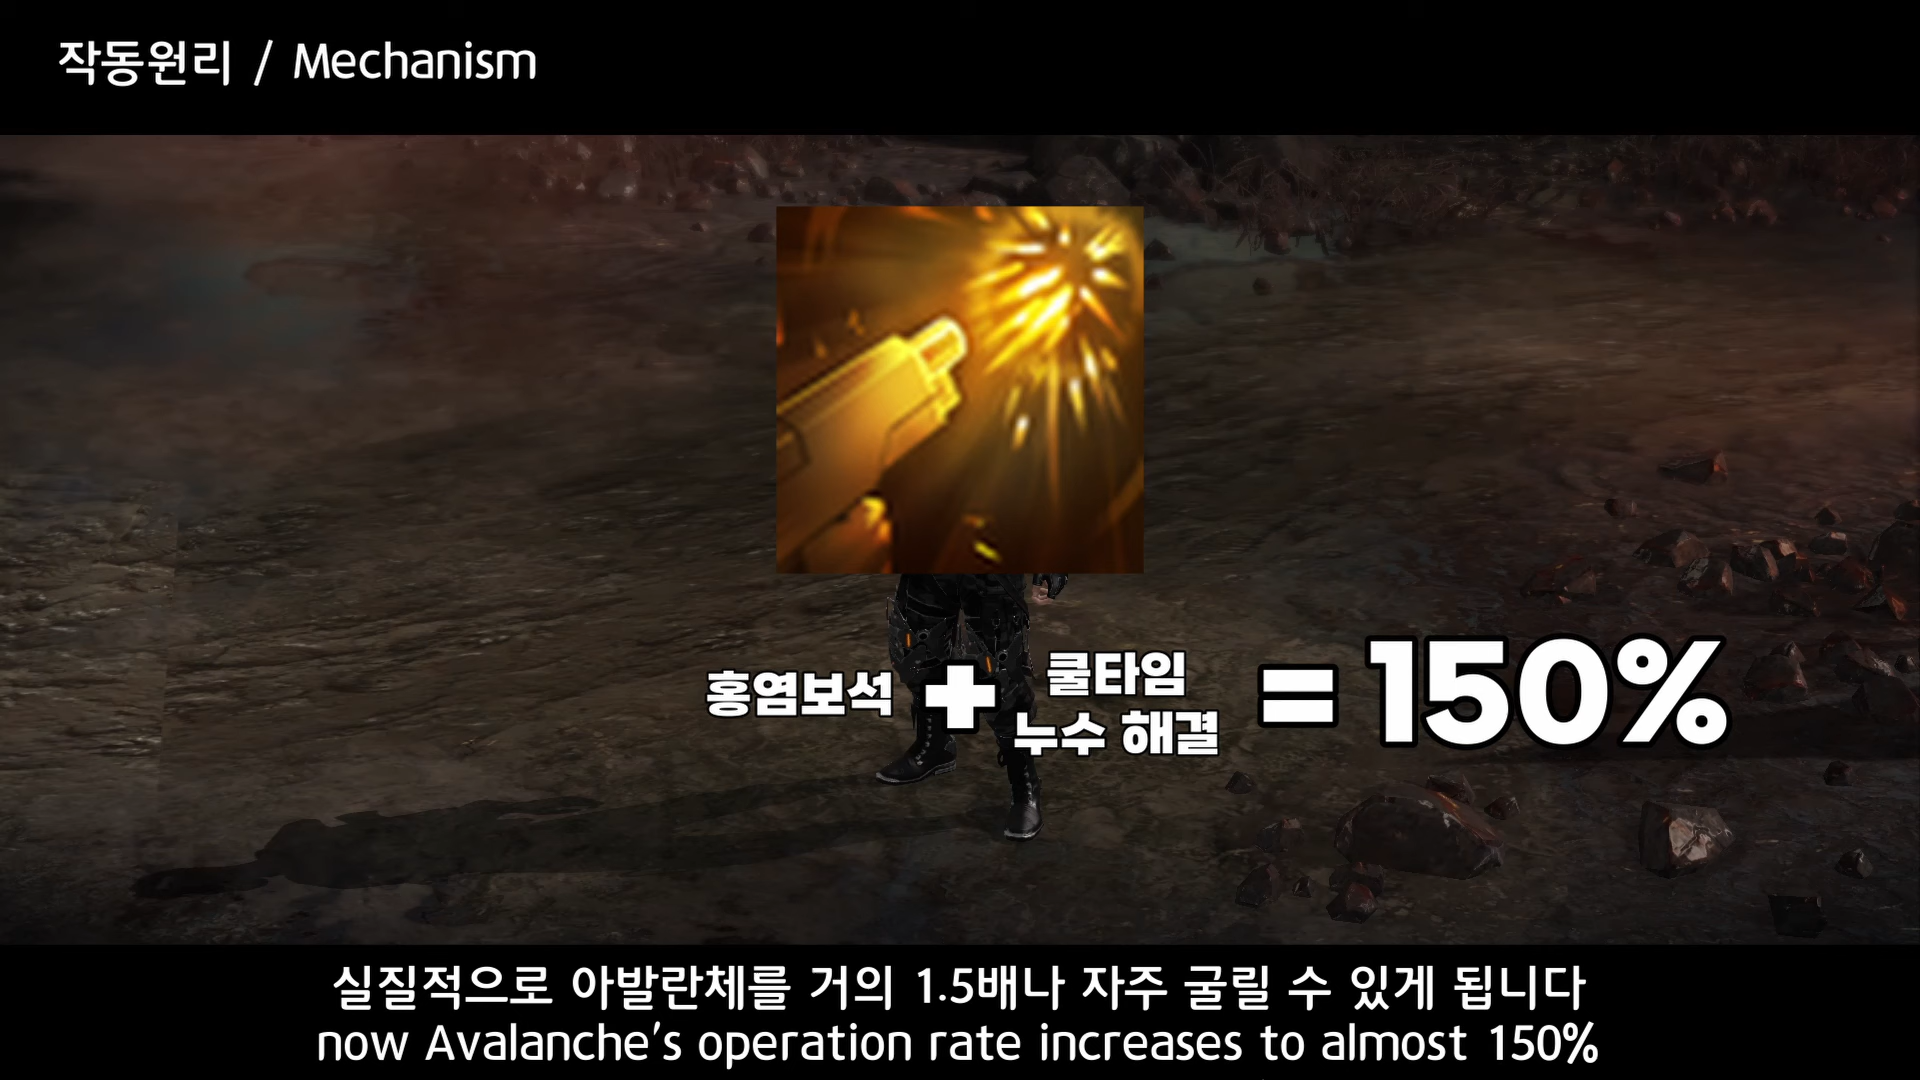 작동원리 / Mechanism
홍염보석 + 쿨타임 누수 해결 = 150%
실질적으로 아발란체를 거의 1.5배나 자주 굴릴 수 있게 됩니다
now Avalanche's operation rate increases to almost 150%